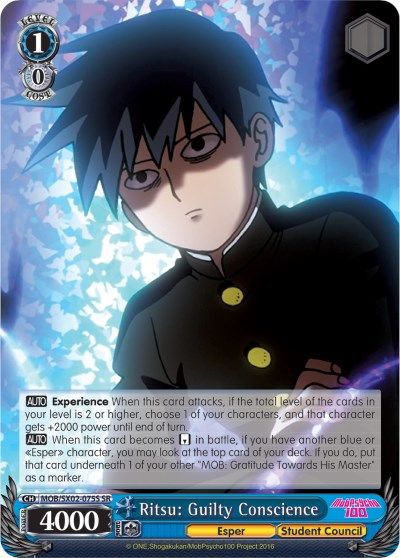 LEVEL
1
0
COST
AUTO Experience When this card attacks, if the total level of the cards in
your level is 2 or higher, choose 1 of your characters, and that character
gets +2000 power until end of turn.
AUTO When this card becomes in battle, if you have another blue or
«Esper» character, you may look at the top card of your deck. If you do, put
that card underneath 1 of your other "MOB: Gratitude Towards His Master"
as a marker.
CH MOB/SX02-075S SR
Ritsu: Guilty Conscience
MobPsycho
100
POWER
4000
SOUL
Esper
Student Council
© ONE,Shogakukan/MobPsycho100 Project 2016